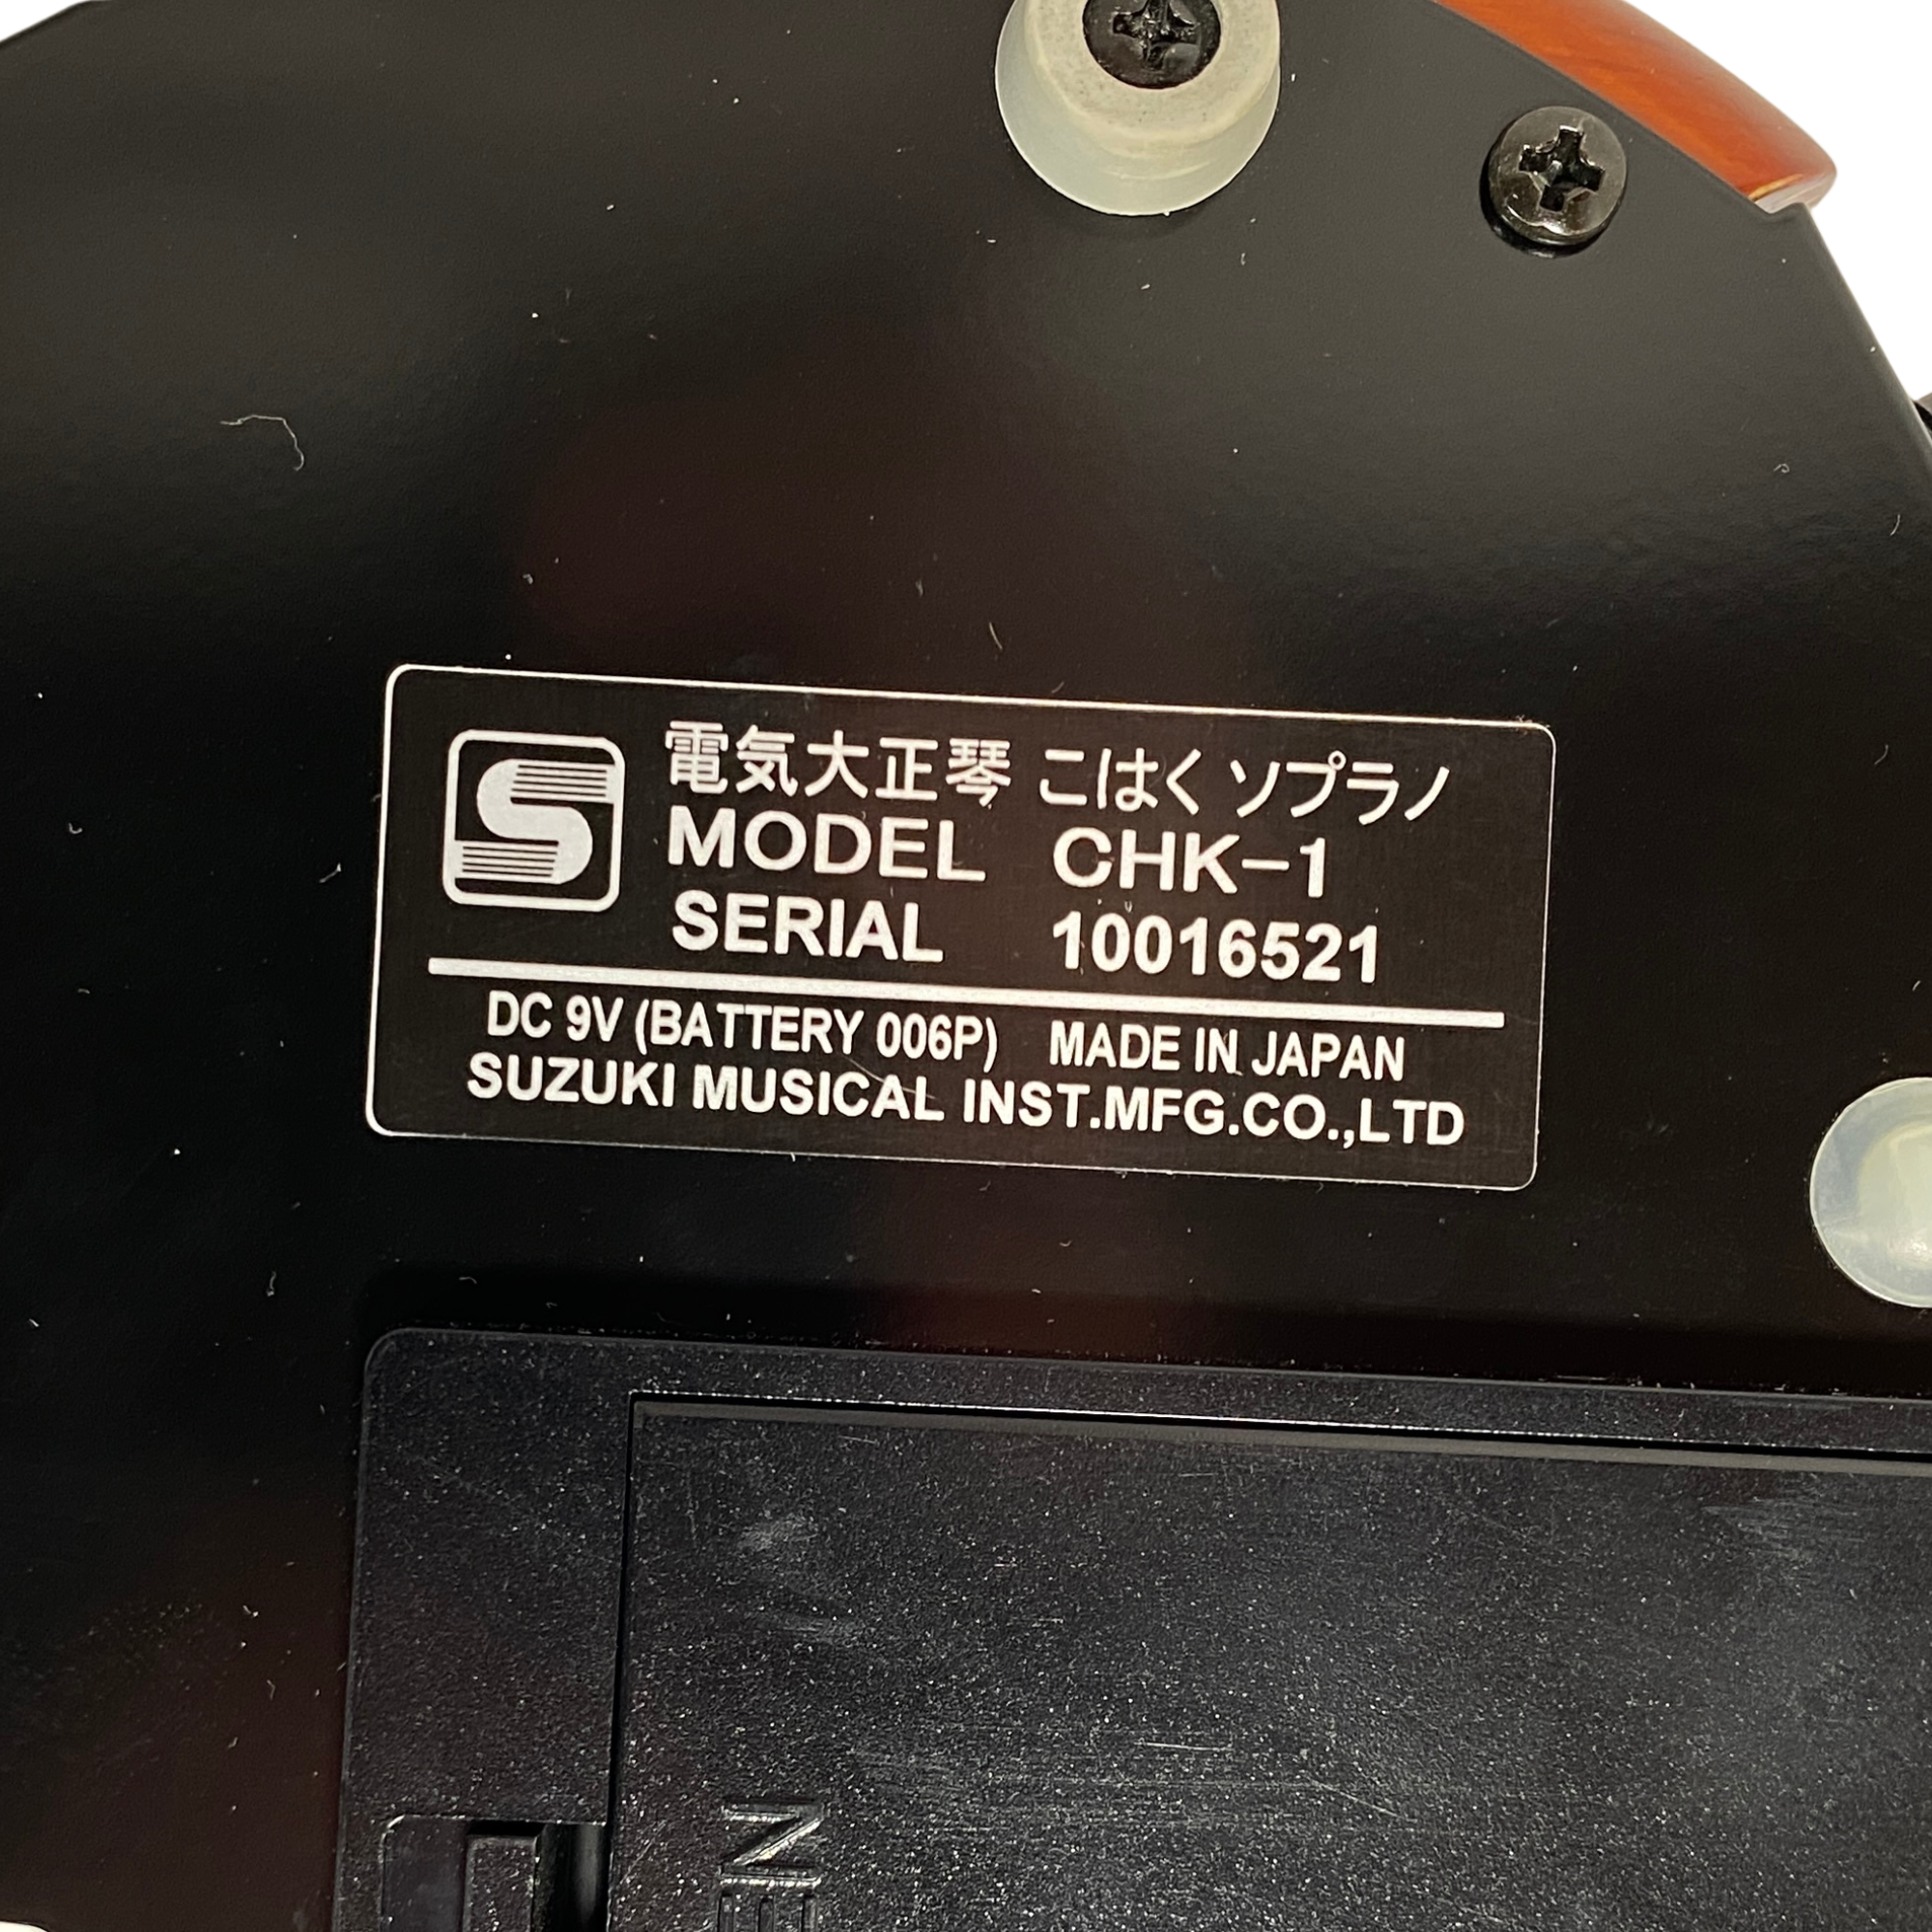 電気大正琴 こはく ソプラノ
MODEL CHK-1
SERIAL 10016521
DC 9V (BATTERY 006P) MADE IN JAPAN
SUZUKI MUSICAL INST.MFG.CO.,LTD